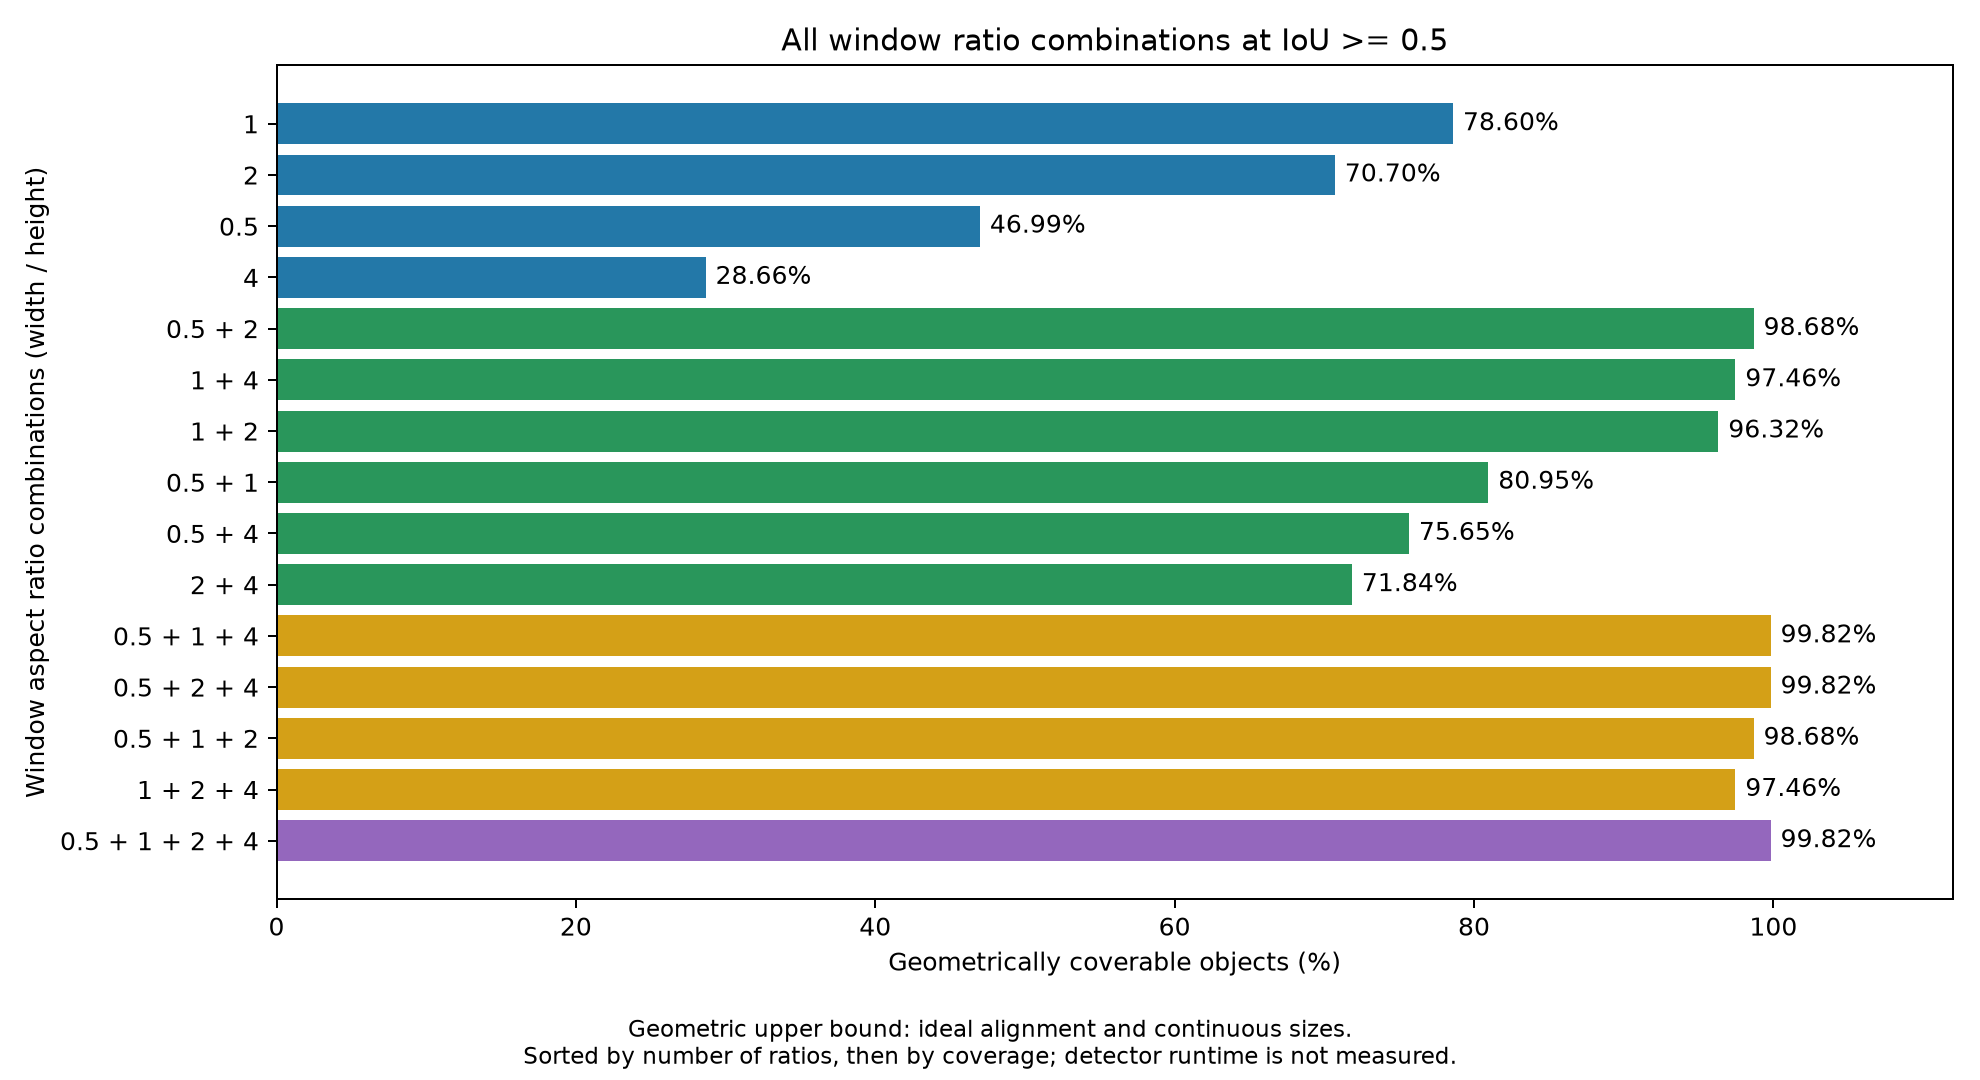 All window ratio combinations at IoU >= 0.5
Window aspect ratio combinations (width / height)
1 78.60%
2 70.70%
0.5 46.99%
4 28.66%
0.5 + 2 98.68%
1 + 4 97.46%
1 + 2 96.32%
0.5 + 1 80.95%
0.5 + 4 75.65%
2 + 4 71.84%
0.5 + 1 + 4 99.82%
0.5 + 2 + 4 99.82%
0.5 + 1 + 2 98.68%
1 + 2 + 4 97.46%
0.5 + 1 + 2 + 4 99.82%
0 20 40 60 80 100
Geometrically coverable objects (%)
Geometric upper bound: ideal alignment and continuous sizes.
Sorted by number of ratios, then by coverage; detector runtime is not measured.